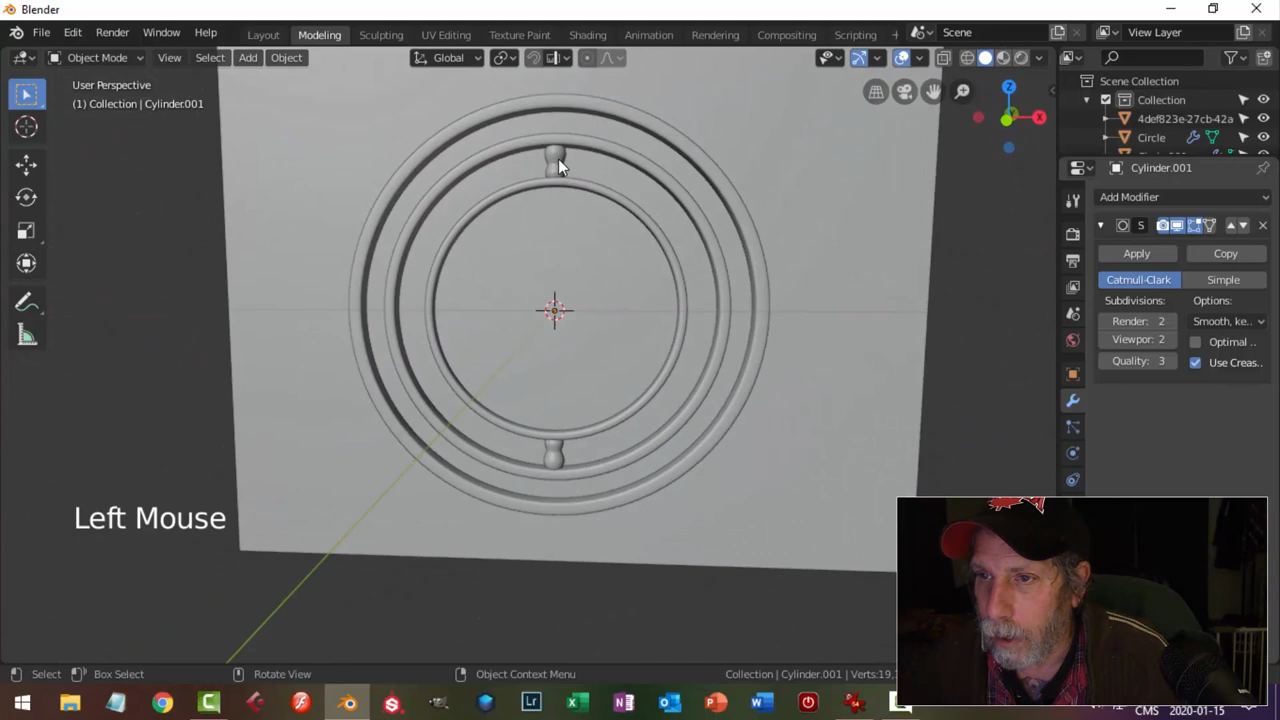 Blender
File Edit Render Window Help Layout Modeling Sculpting UV Editing Texture Paint Shading Animation Rendering Compositing Scripting + Scene View Layer
Object Mode View Select Add Object Global
User Perspective
(1) Collection | Cylinder.001
Z
X
Scene Collection
Collection
4def823e-27cb-42a
Circle
Cylinder.001
Add Modifier
S
Apply Copy
Catmull-Clark Simple
Subdivisions: Options:
Render: 2 Smooth, ke...
Viewpor: 2 Optimal ..
Quality: 3 Use Creas..
Left Mouse
Select Box Select Rotate View Object Context Menu Collection | Cylinder.001 | Verts:19,
Lr
CMS 2020-01-15